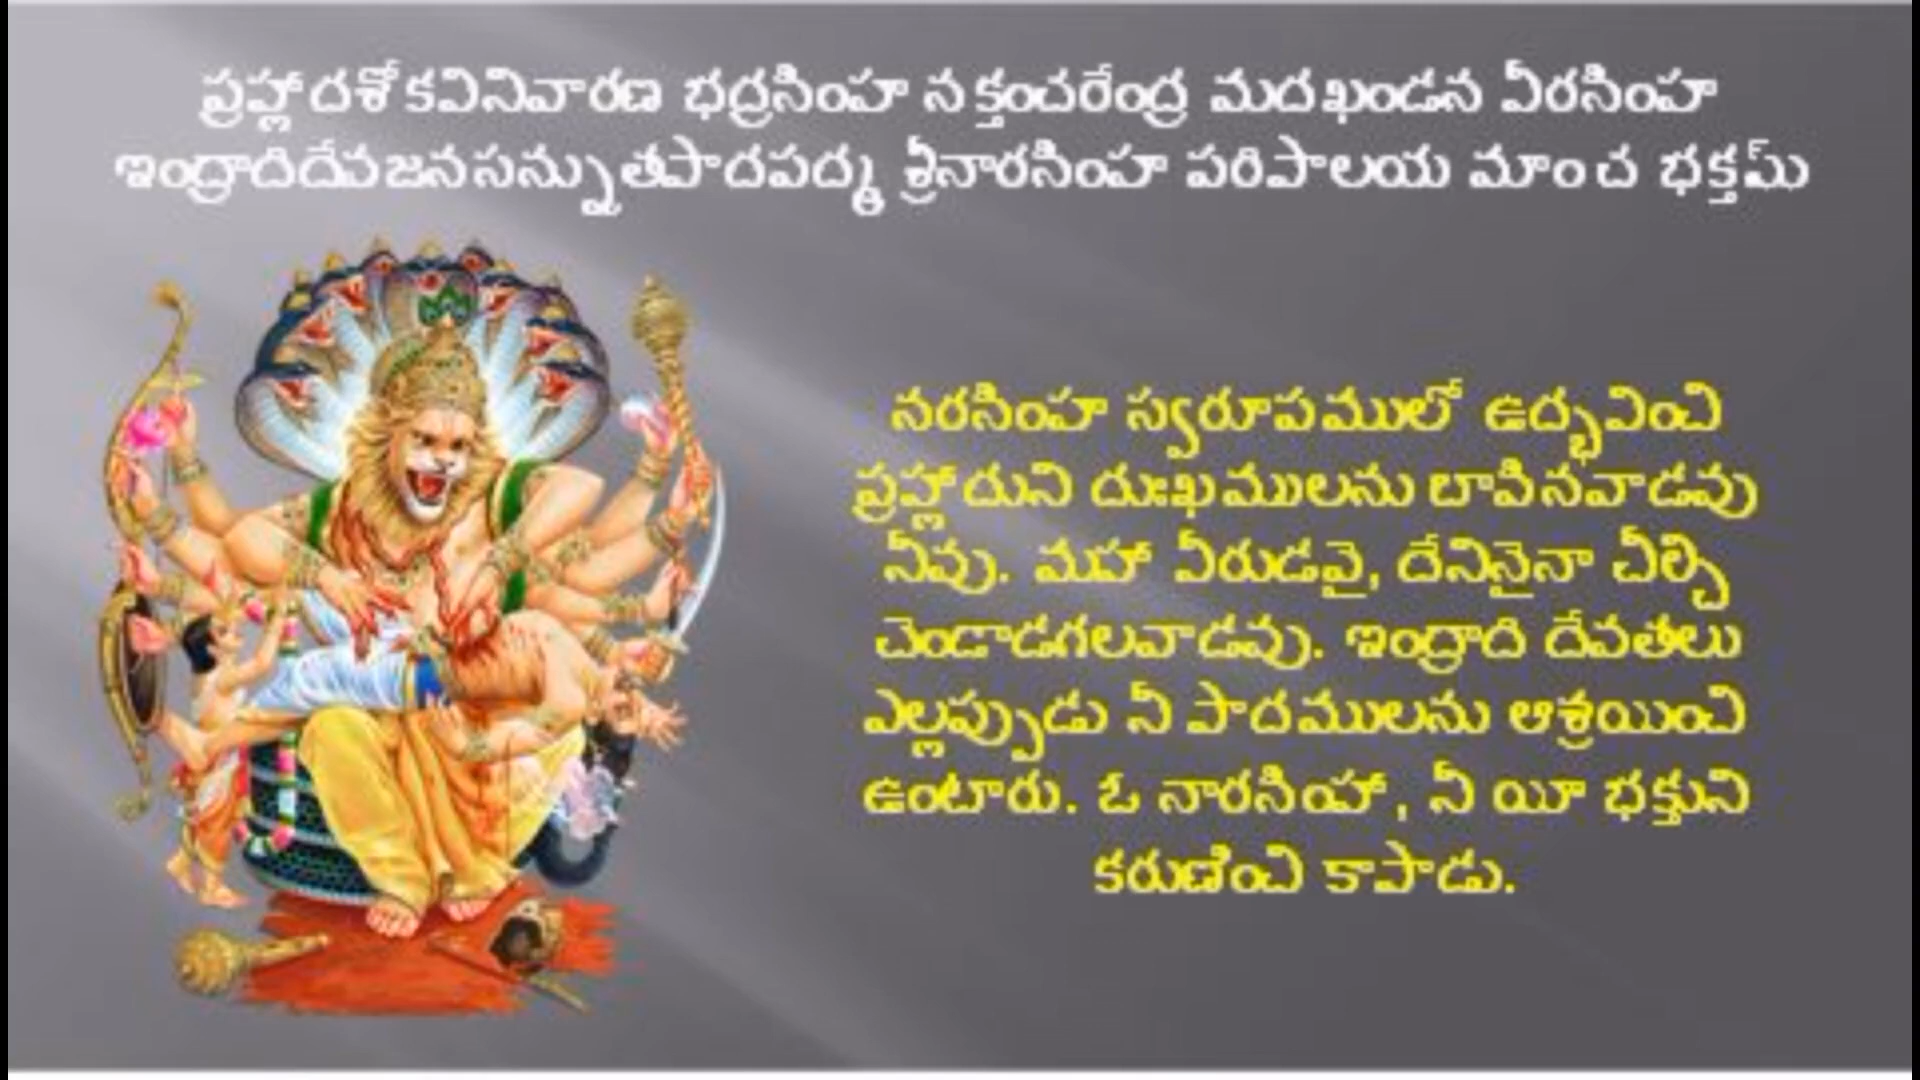 ప్రహ్లాదశోకవినివారణ భద్రసింహ నక్తంచరేంద్ర మదఖండన వీరసింహ
ఇంద్రాదిదేవజనసన్నుతపాదపద్మ శ్రీనారసింహ పరిపాలయ మాం చ భక్తమ్
నరసింహ స్వరూపములో ఉద్భవించి
ప్రహ్లాదుని దుఃఖములను బాపినవాడవు
నీవు. మహా వీరుడవై, దేనినైనా చీల్చి
చెండాడగలవాడవు. ఇంద్రాది దేవతలు
ఎల్లప్పుడు నీ పాదములను ఆశ్రయించి
ఉంటారు. ఓ నారసింహా, నీ యీ భక్తుని
కరుణించి కాపాడు.